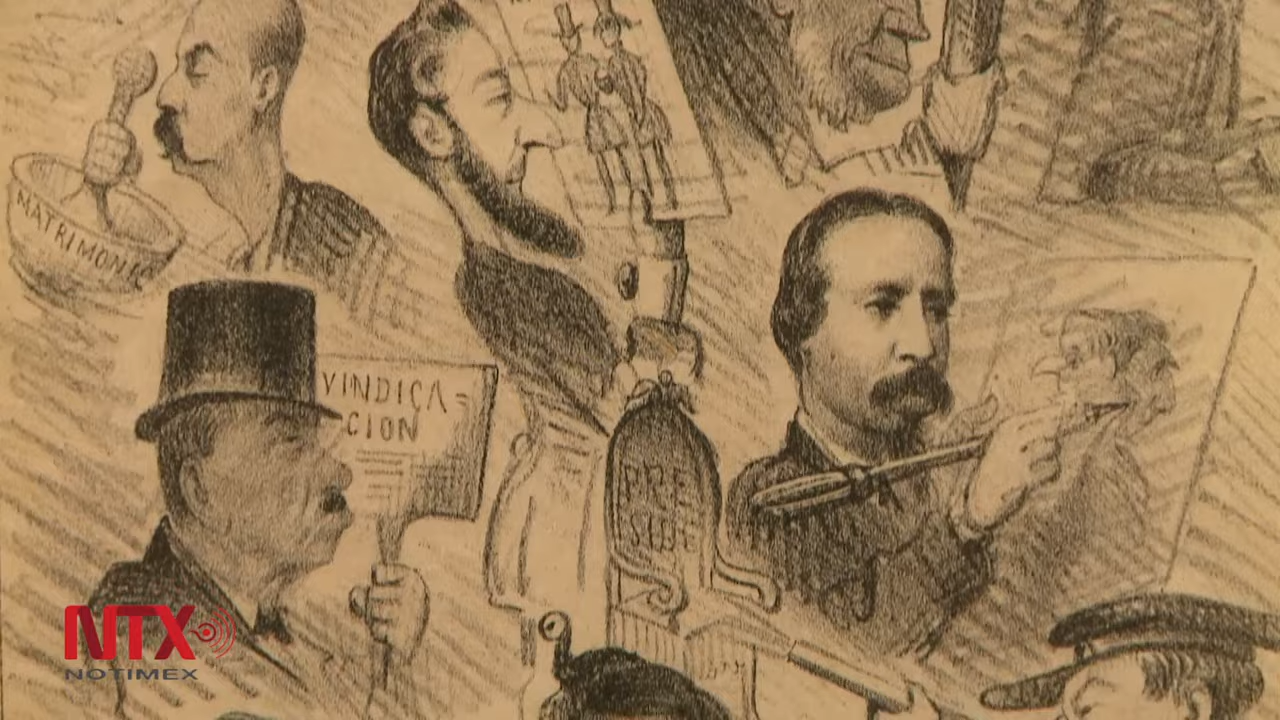 MATRIMONIO
VINDICA=
CION
PRE
SIDE
NTX
NOTIMEX